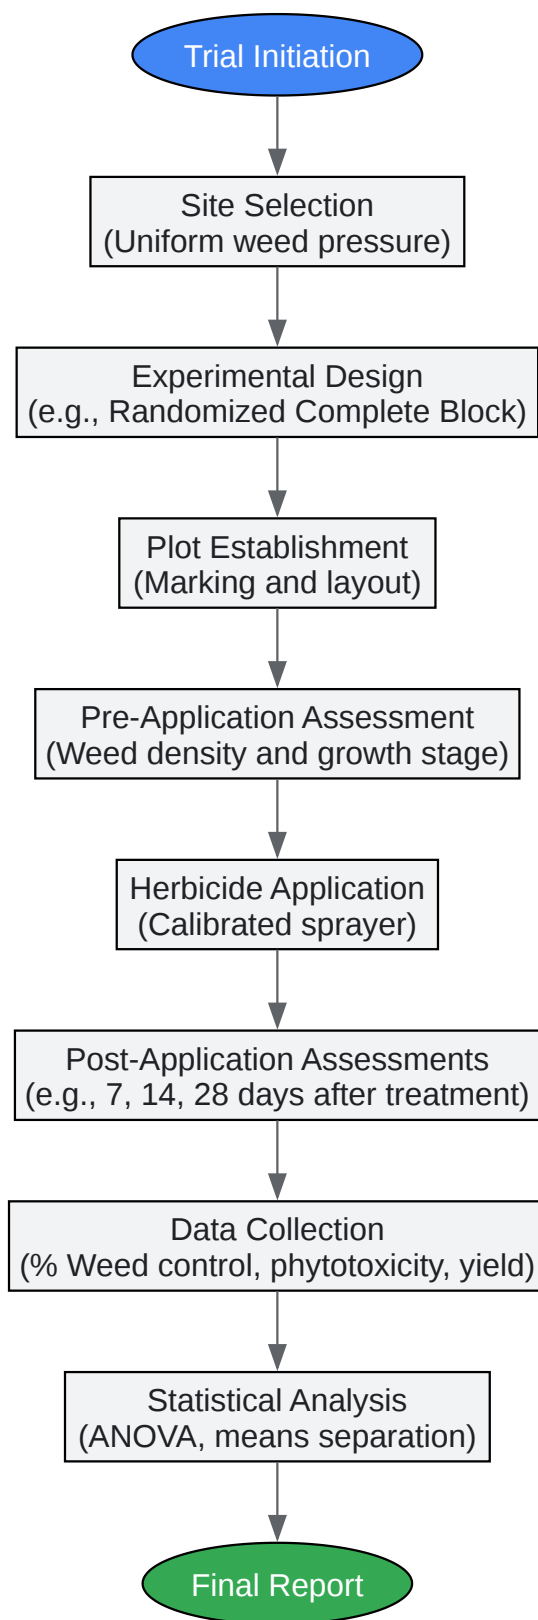 Trial Initiation
Site Selection
(Uniform weed pressure)
Experimental Design
(e.g., Randomized Complete Block)
Plot Establishment
(Marking and layout)
Pre-Application Assessment
(Weed density and growth stage)
Herbicide Application
(Calibrated sprayer)
Post-Application Assessments
(e.g., 7, 14, 28 days after treatment)
Data Collection
(% Weed control, phytotoxicity, yield)
Statistical Analysis
(ANOVA, means separation)
Final Report